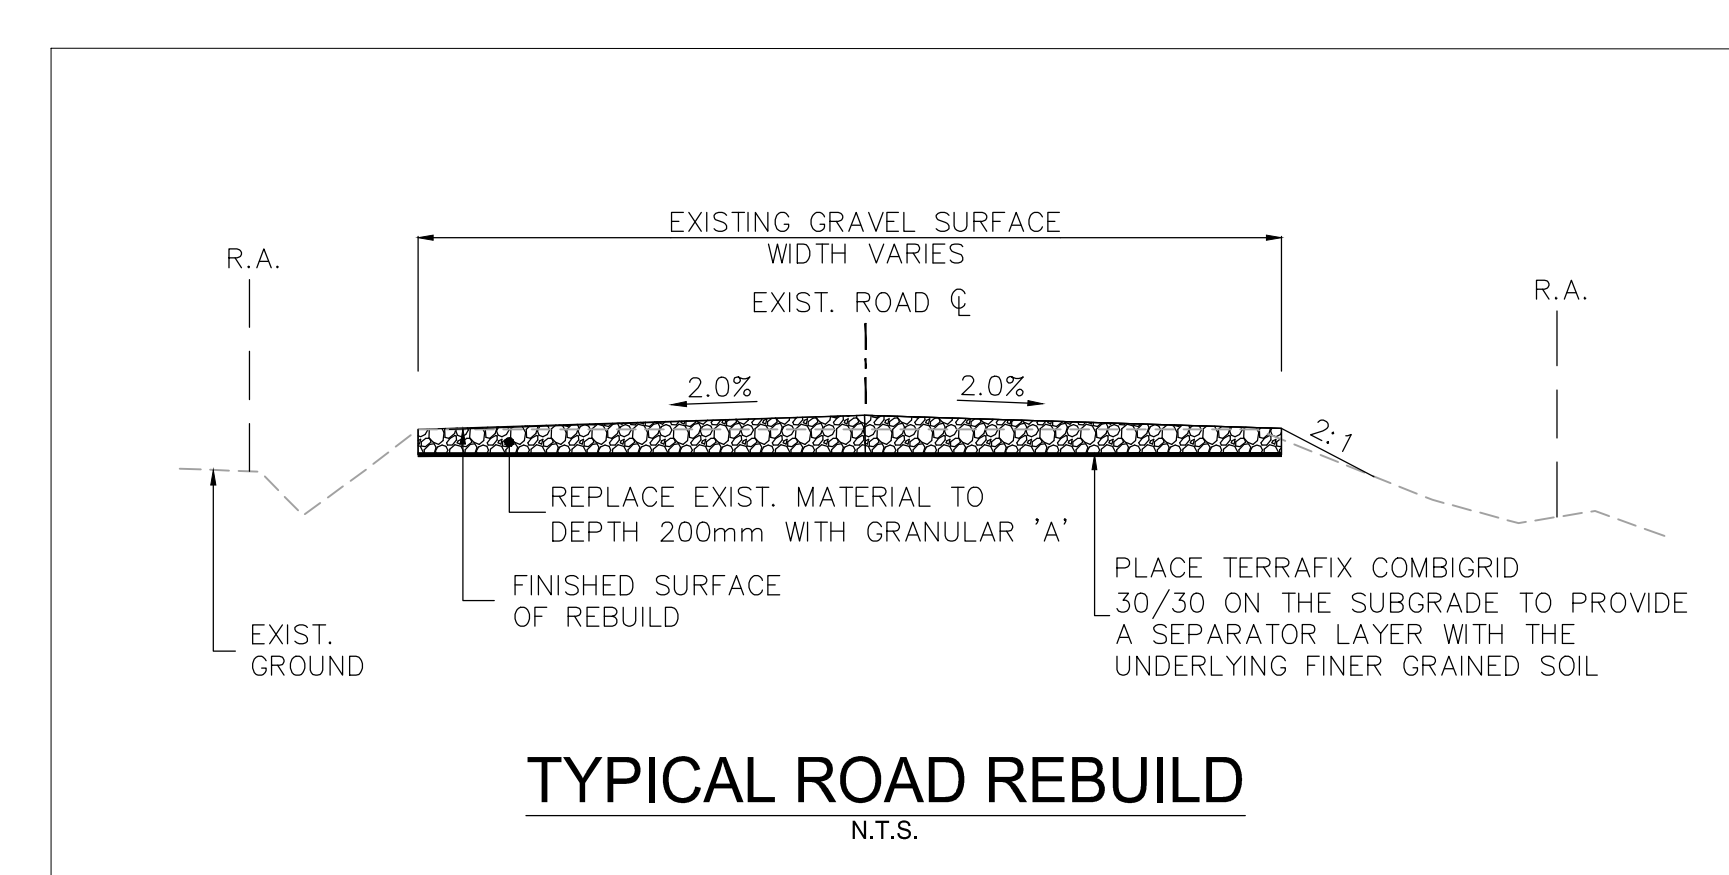 EXISTING GRAVEL SURFACE
WIDTH VARIES
R.A.
EXIST. ROAD ℄
R.A.
2.0%
2.0%
2:1
REPLACE EXIST. MATERIAL TO
DEPTH 200mm WITH GRANULAR 'A'
FINISHED SURFACE
OF REBUILD
EXIST.
GROUND
PLACE TERRAFIX COMBIGRID
30/30 ON THE SUBGRADE TO PROVIDE
A SEPARATOR LAYER WITH THE
UNDERLYING FINER GRAINED SOIL
TYPICAL ROAD REBUILD
N.T.S.